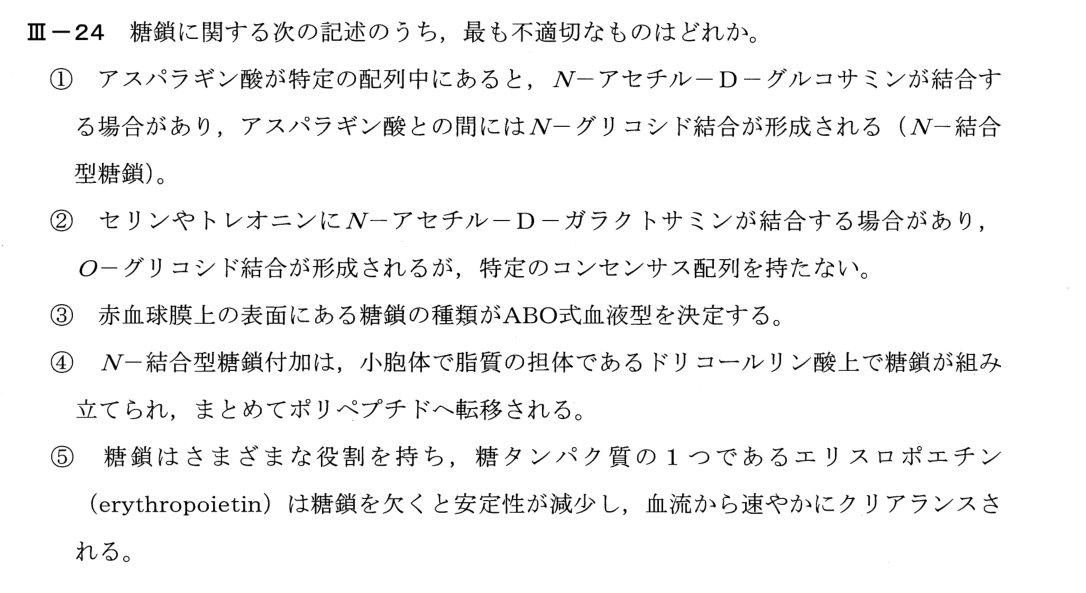 Ⅲ－24　糖鎖に関する次の記述のうち，最も不適切なものはどれか。
①　アスパラギン酸が特定の配列中にあると，N－アセチル－D－グルコサミンが結合す
る場合があり，アスパラギン酸との間にはN－グリコシド結合が形成される（N－結合
型糖鎖）。
②　セリンやトレオニンにN－アセチル－D－ガラクトサミンが結合する場合があり，
O－グリコシド結合が形成されるが，特定のコンセンサス配列を持たない。
③　赤血球膜上の表面にある糖鎖の種類がABO式血液型を決定する。
④　N－結合型糖鎖付加は，小胞体で脂質の担体であるドリコールリン酸上で糖鎖が組み
立てられ，まとめてポリペプチドへ転移される。
⑤　糖鎖はさまざまな役割を持ち，糖タンパク質の１つであるエリスロポエチン
（erythropoietin）は糖鎖を欠くと安定性が減少し，血流から速やかにクリアランスさ
れる。